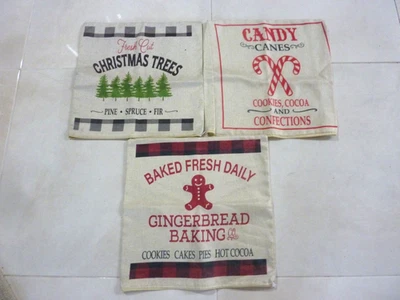 Fresh Cut
CHRISTMAS TREES
PINE • SPRUCE • FIR
CANDY
CANES
COOKIES, COCOA
AND
CONFECTIONS
BAKED FRESH DAILY
GINGERBREAD
BAKING CO
COOKIES CAKES PIES HOT COCOA